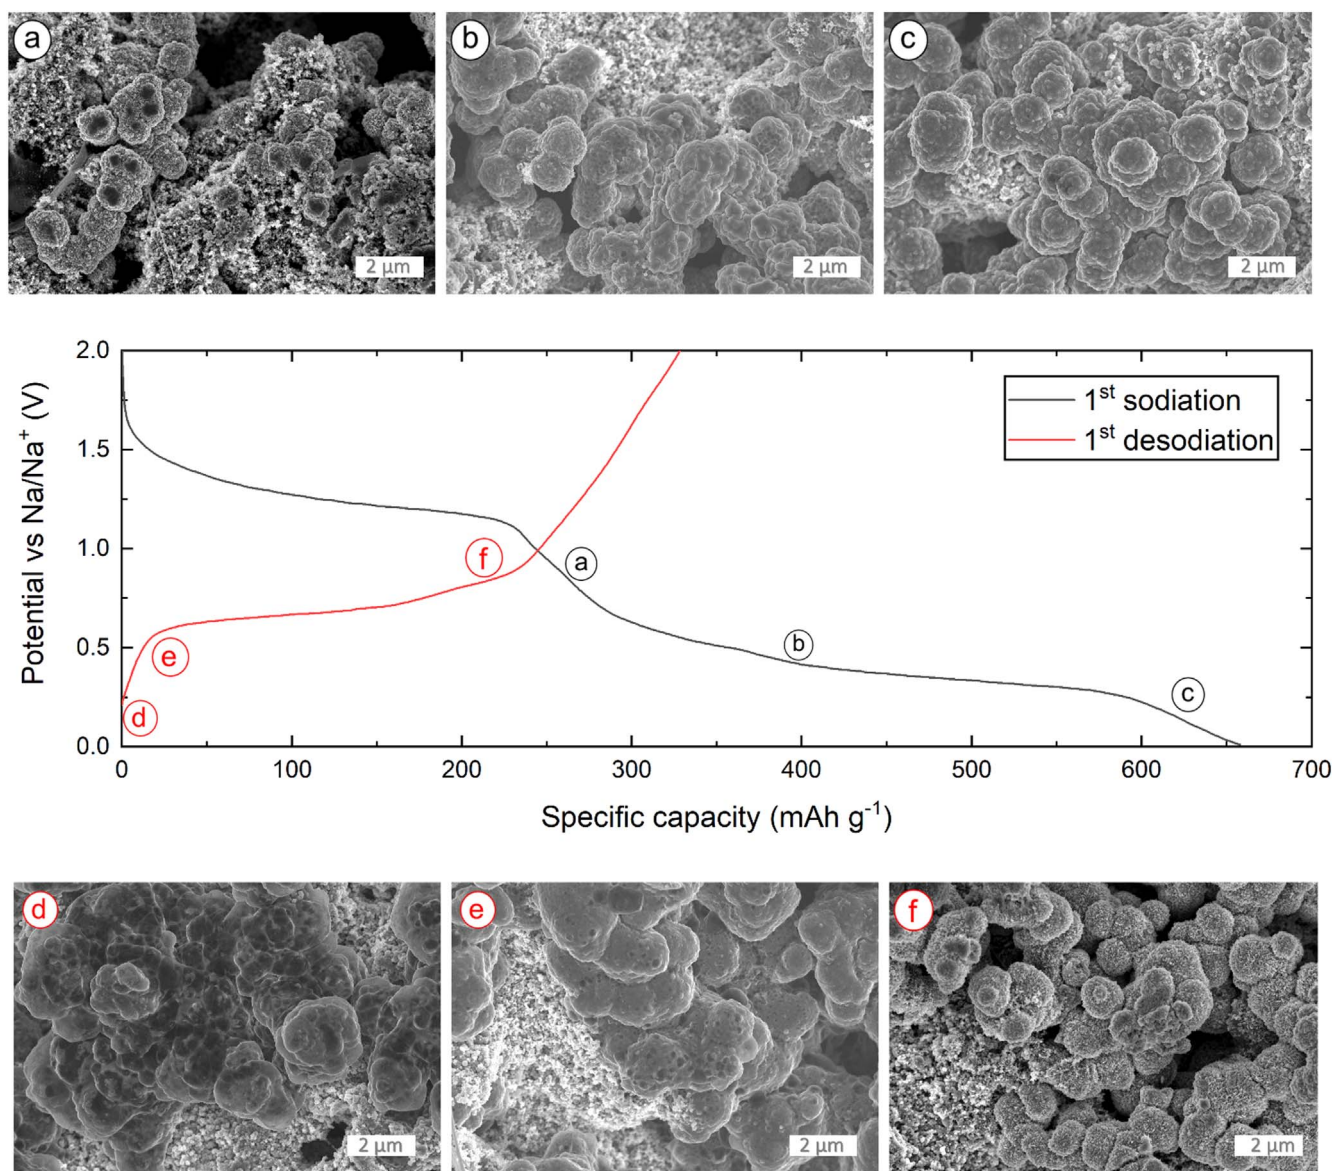 a
b
c
2 µm
2 µm
2 µm
2.0
1.5
1.0
0.5
0.0
Potential vs Na/Na⁺ (V)
1ˢᵗ sodiation
1ˢᵗ desodiation
a
b
c
d
e
f
0 100 200 300 400 500 600 700
Specific capacity (mAh g⁻¹)
d
e
f
2 µm
2 µm
2 µm